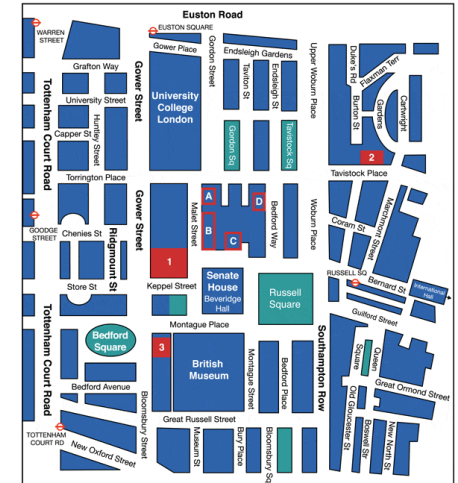 Euston Road
WARREN
STREET
EUSTON SQUARE
Gower Place
Gordon Street
Endsleigh Gardens
Grafton Way
Gower Street
Upper Woburn Place
Duke's Rd
Flaxman Terr
Taviton St
Endsleigh St
Tottenham Court Road
University Street
University
College
London
Burton St
Gardens
Cartwright
Huntley Street
Capper St
Gordon Sq
Tavistock Sq
2
Torrington Place
Tavistock Place
Gower Street
Malet Street
A
B
C
D
Bedford Way
Woburn Place
Coram St
Marchmont Street
GOODGE
STREET
Chenies St
Ridgmount St
1
RUSSELL SQ
Bernard St
International
Hall
Store St
Keppel Street
Senate
House
Beveridge
Hall
Russell
Square
Guilford Street
Tottenham Court Road
Montague Place
Bedford
Square
3
British
Museum
Southampton Row
Queen
Square
Great Ormond Street
Bedford Avenue
Bloomsbury Street
Montague Street
Bedford Place
Old Gloucester St
Boswell St
New North St
Great Russell Street
TOTTENHAM
COURT RD
New Oxford Street
Museum St
Bury Place
Bloomsbury Sq